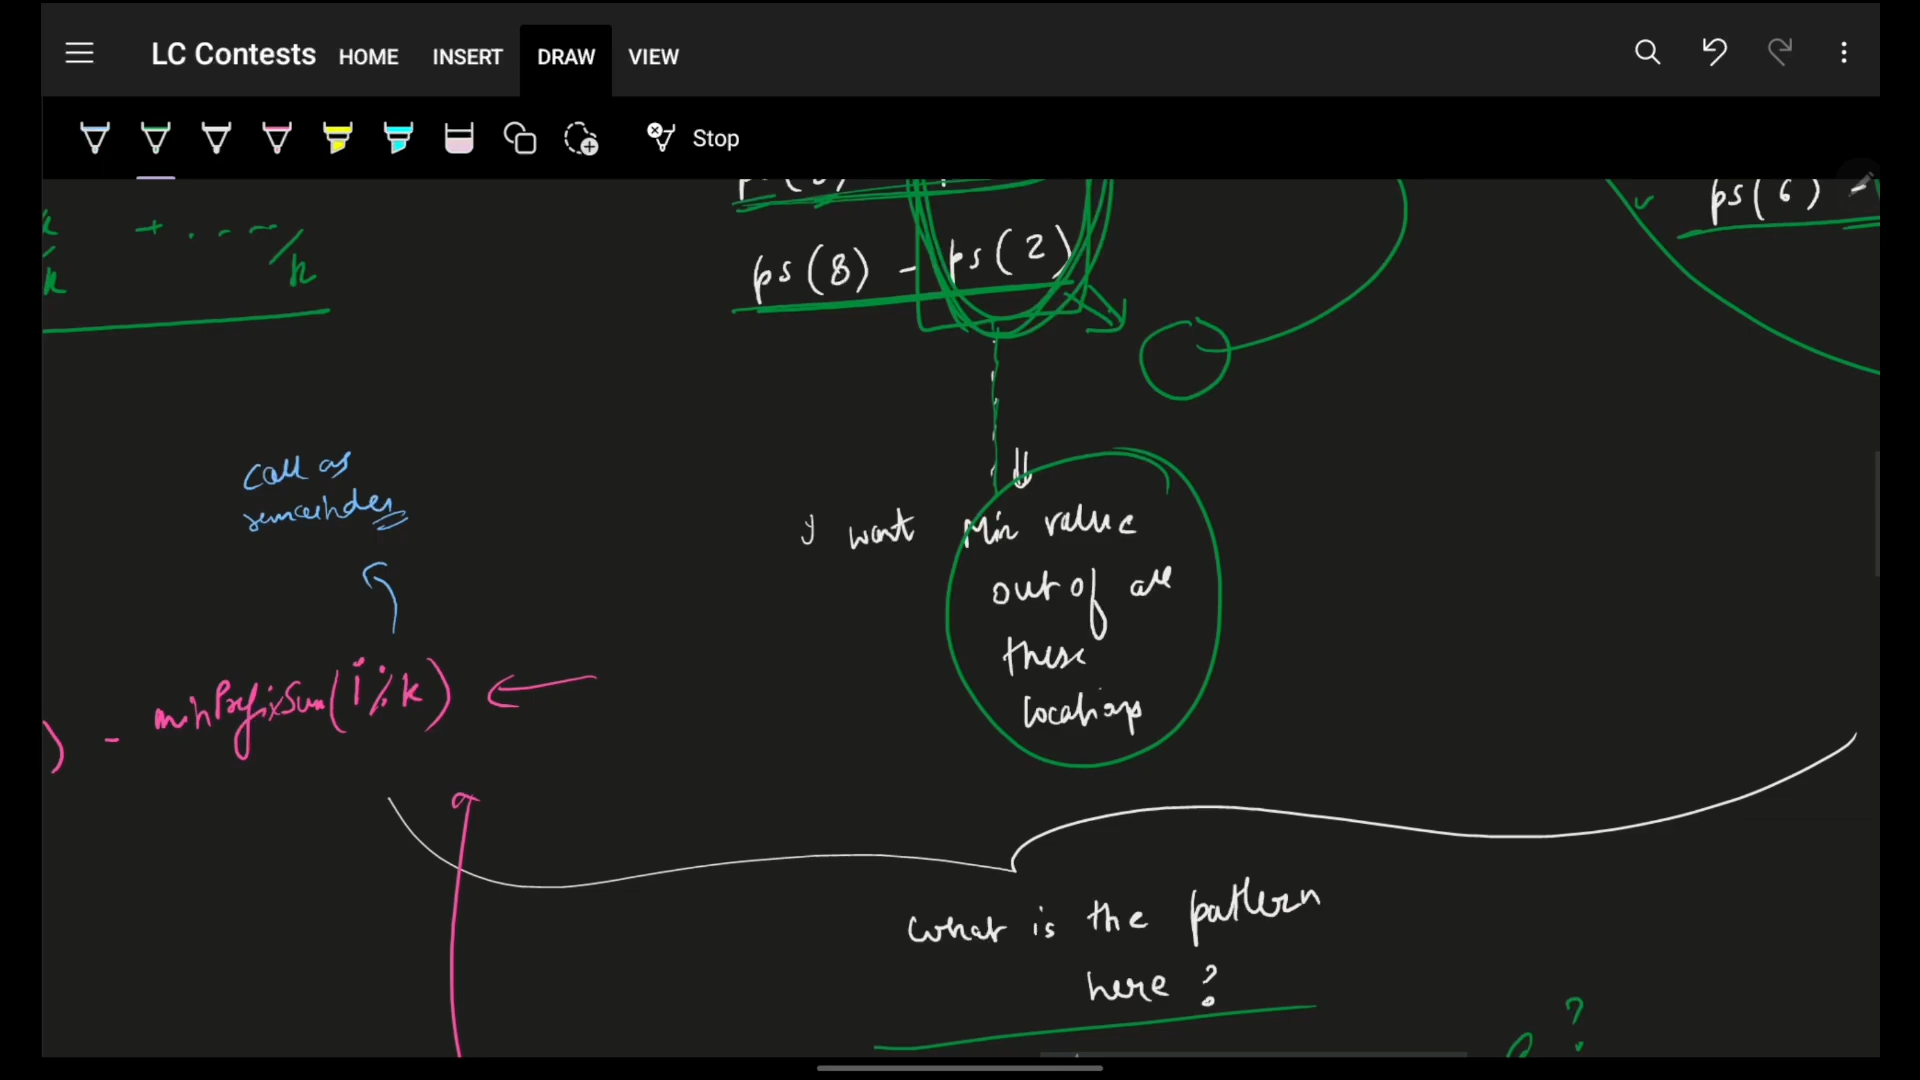 LC Contests HOME INSERT DRAW VIEW
Stop
ps(6) -
k + . - - ~/k
k
ps(8) - ps(2)
call as
remainder
I want Min value
out of all
these
locations
) - minPrefixSum(i%k)
what is the pattern
here ?
?